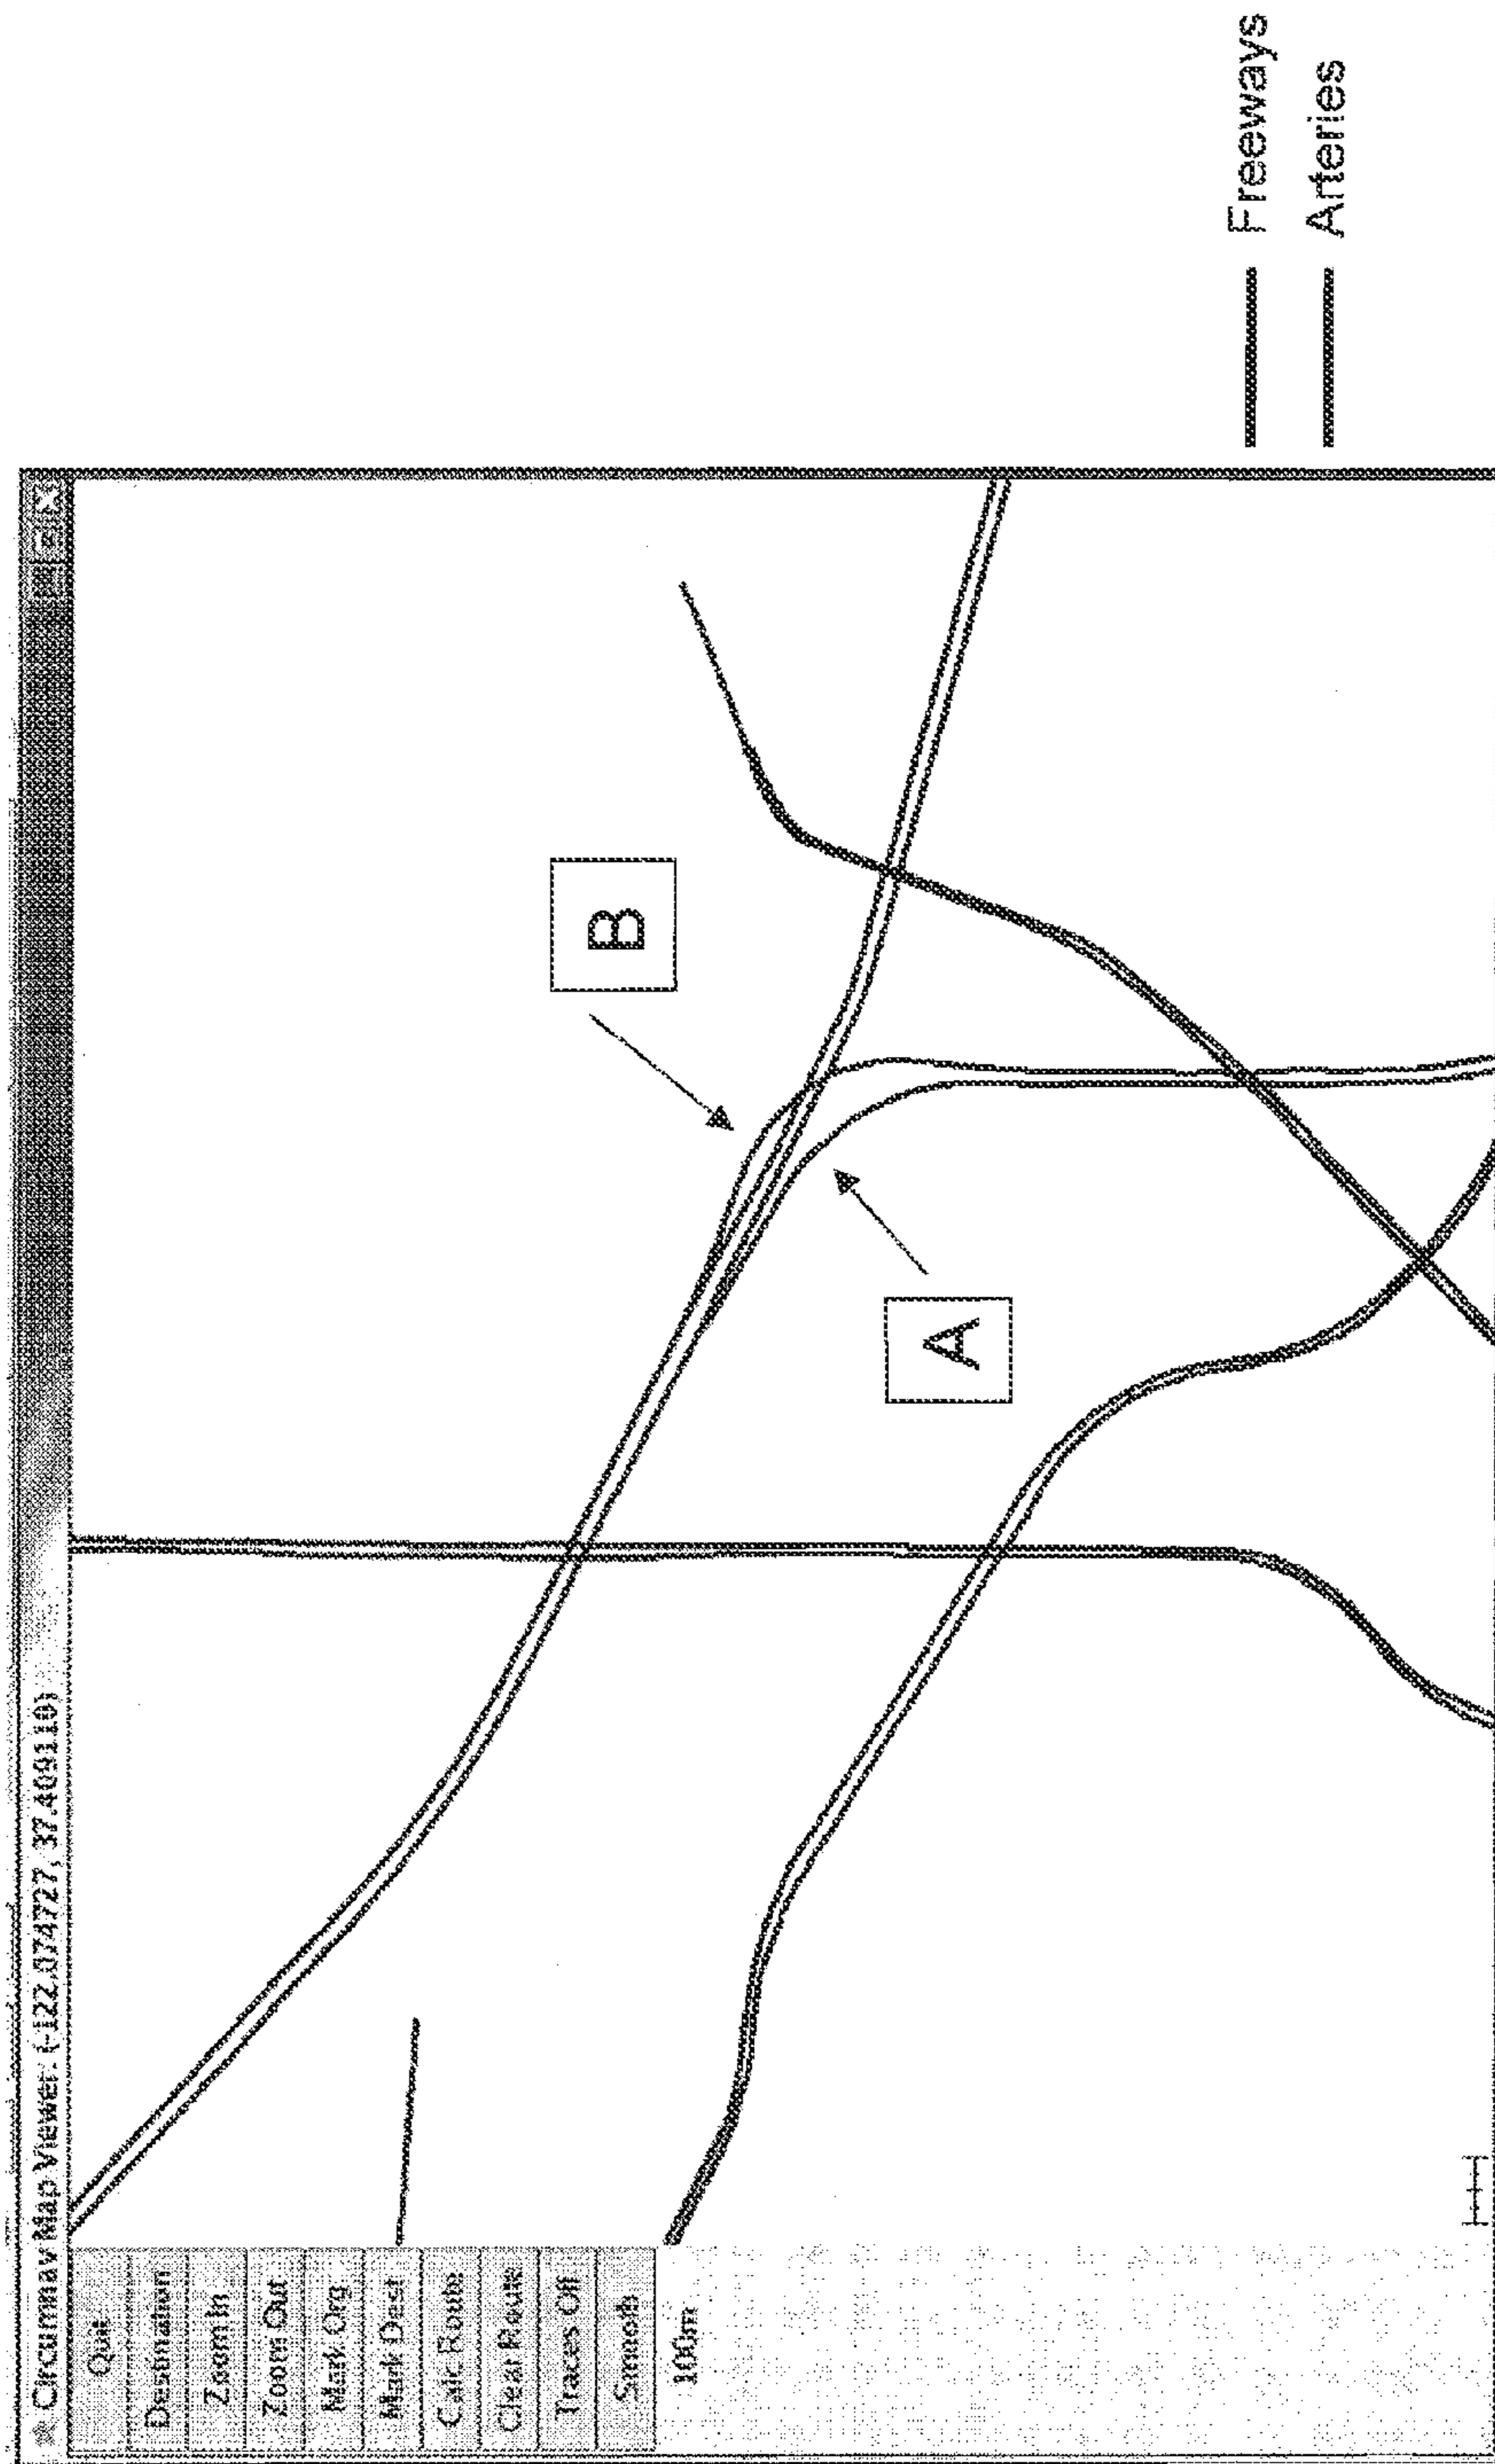 Circumnav Map Viewer: (-122.074727, 37.409110)
Quit
Destination
Zoom In
Zoom Out
Mark Org
Mark Dest
Calc Route
Clear Route
Traces Off
Smooth
100m
B
A
Freeways
Arteries